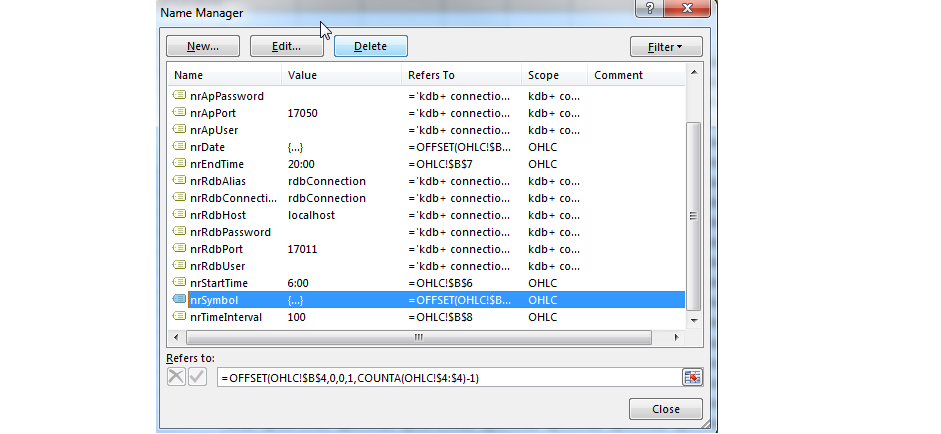 Name Manager
?
New... Edit... Delete Filter
Name Value Refers To Scope Comment
nrApPassword ='kdb+ connectio... kdb+ co...
nrApPort 17050 ='kdb+ connectio... kdb+ co...
nrApUser ='kdb+ connectio... kdb+ co...
nrDate {...} =OFFSET(OHLC!$B... OHLC
nrEndTime 20:00 =OHLC!$B$7 OHLC
nrRdbAlias rdbConnection ='kdb+ connectio... kdb+ co...
nrRdbConnecti... rdbConnection ='kdb+ connectio... kdb+ co...
nrRdbHost localhost ='kdb+ connectio... kdb+ co...
nrRdbPassword ='kdb+ connectio... kdb+ co...
nrRdbPort 17011 ='kdb+ connectio... kdb+ co...
nrRdbUser ='kdb+ connectio... kdb+ co...
nrStartTime 6:00 =OHLC!$B$6 OHLC
nrSymbol {...} =OFFSET(OHLC!$B... OHLC
nrTimeInterval 100 =OHLC!$B$8 OHLC
Refers to:
=OFFSET(OHLC!$B$4,0,0,1,COUNTA(OHLC!$4:$4)-1)
Close